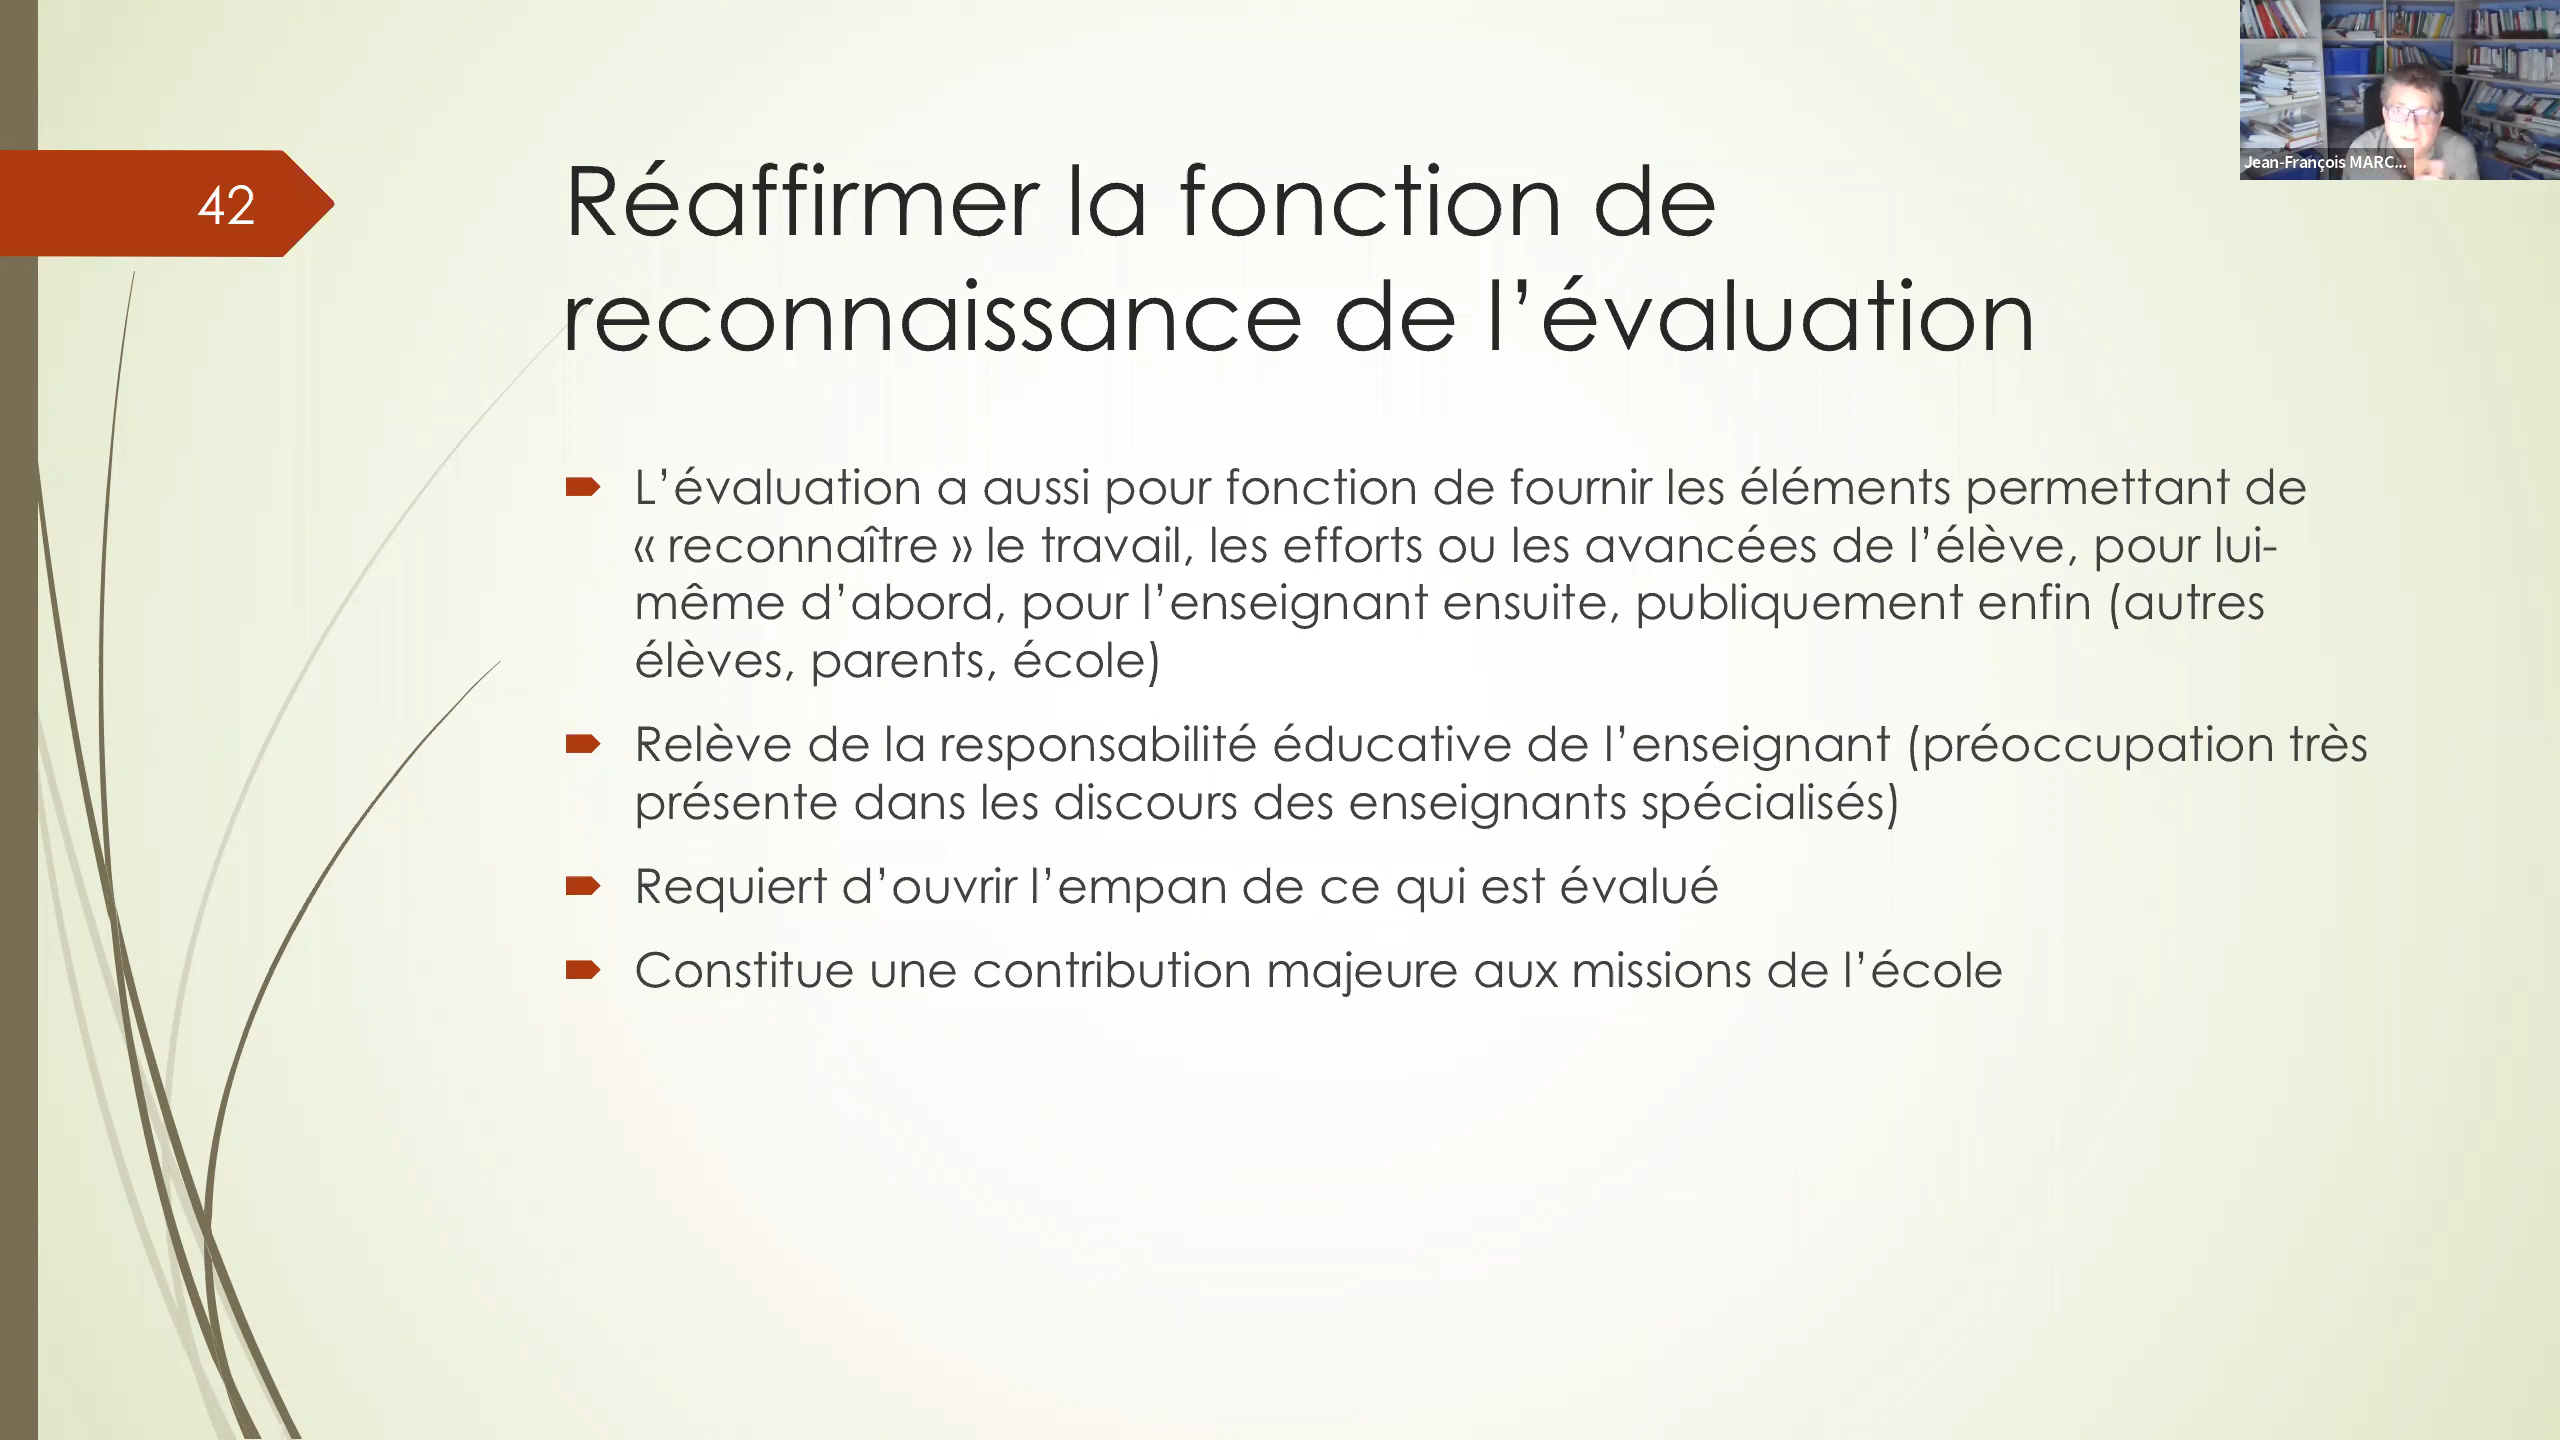 Jean-François MARC...
42
Réaffirmer la fonction de
reconnaissance de l’évaluation
L’évaluation a aussi pour fonction de fournir les éléments permettant de
« reconnaître » le travail, les efforts ou les avancées de l’élève, pour lui-
même d’abord, pour l’enseignant ensuite, publiquement enfin (autres
élèves, parents, école)
Relève de la responsabilité éducative de l’enseignant (préoccupation très
présente dans les discours des enseignants spécialisés)
Requiert d’ouvrir l’empan de ce qui est évalué
Constitue une contribution majeure aux missions de l’école